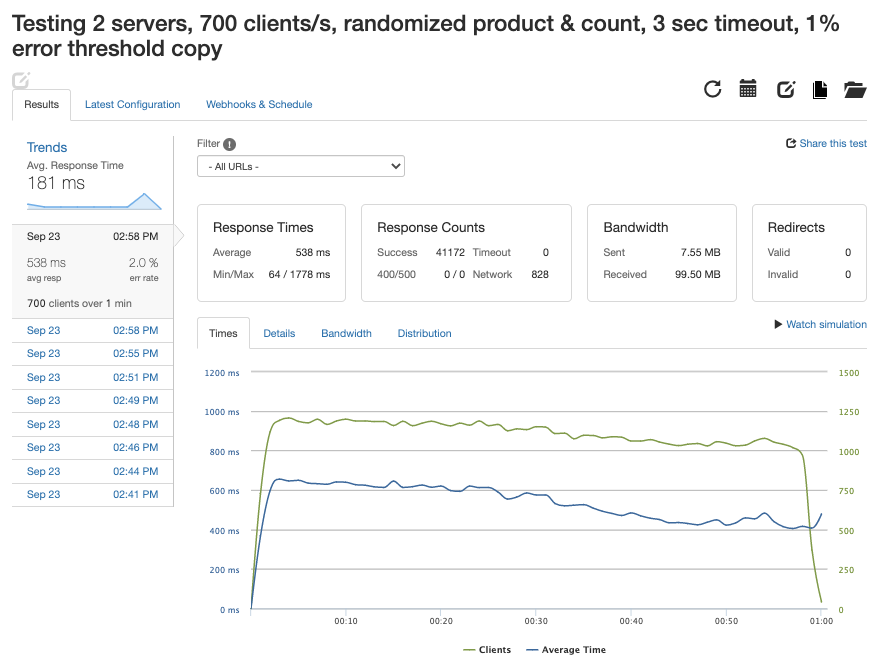 Testing 2 servers, 700 clients/s, randomized product & count, 3 sec timeout, 1%
error threshold copy
Results Latest Configuration Webhooks & Schedule
Trends
Avg. Response Time
181 ms
Sep 23 02:58 PM
538 ms 2.0 %
avg resp err rate
700 clients over 1 min
Sep 23 02:58 PM
Sep 23 02:55 PM
Sep 23 02:51 PM
Sep 23 02:49 PM
Sep 23 02:48 PM
Sep 23 02:46 PM
Sep 23 02:44 PM
Sep 23 02:41 PM
Filter ! Share this test
- All URLs -
Response Times
Average 538 ms
Min/Max 64 / 1778 ms
Response Counts
Success 41172 Timeout 0
400/500 0 / 0 Network 828
Bandwidth
Sent 7.55 MB
Received 99.50 MB
Redirects
Valid 0
Invalid 0
Watch simulation
Times Details Bandwidth Distribution
1200 ms 1500
1000 ms 1250
800 ms 1000
600 ms 750
400 ms 500
200 ms 250
0 ms 0
00:10 00:20 00:30 00:40 00:50 01:00
Clients Average Time